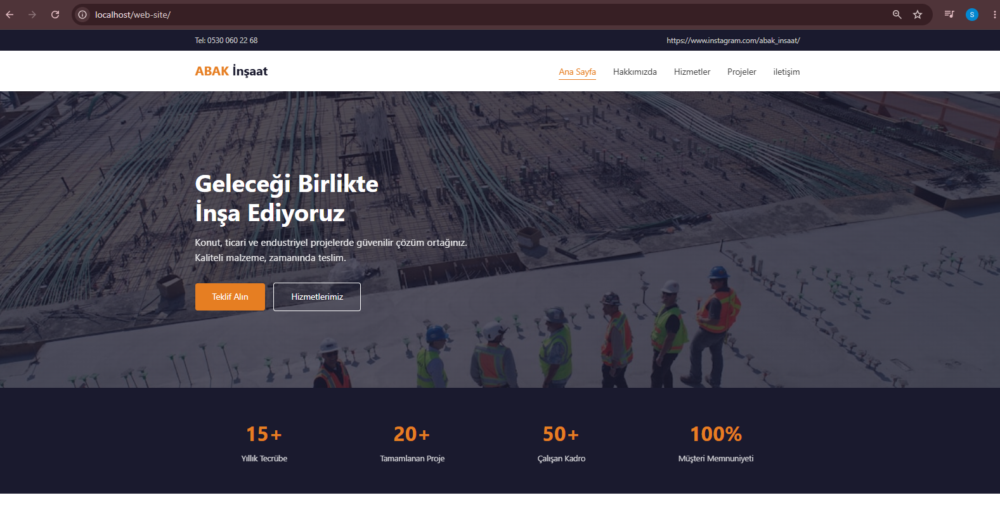 localhost/web-site/
S
Tel: 0530 060 22 68
https://www.instagram.com/abak_insaat/
ABAK İnşaat
Ana Sayfa
Hakkımızda
Hizmetler
Projeler
iletişim
Geleceği Birlikte
İnşa Ediyoruz
Konut, ticari ve endustriyel projelerde güvenilir çözüm ortağınız.
Kaliteli malzeme, zamanında teslim.
Teklif Alın
Hizmetlerimiz
15+
20+
50+
100%
Yıllık Tecrübe
Tamamlanan Proje
Çalışan Kadro
Müşteri Memnuniyeti